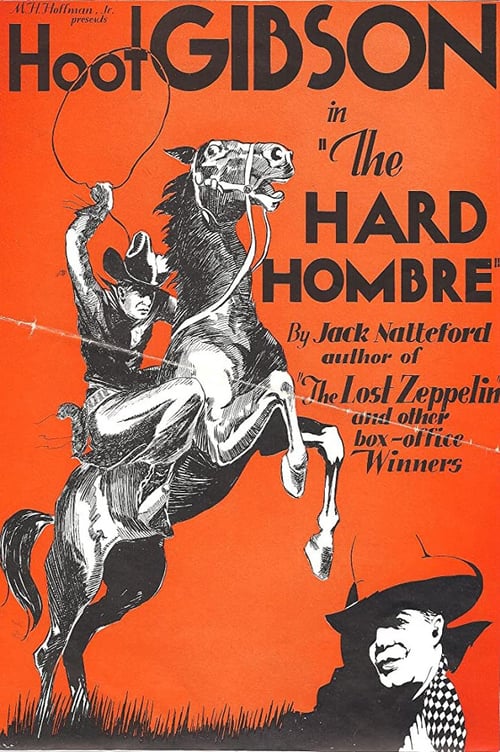 M.H. Hoffman, Jr.
presents
Hoot GIBSON
in
"The
HARD
HOMBRE"
By Jack Natteford
author of
"The Lost Zeppelin"
and other
box-office
Winners